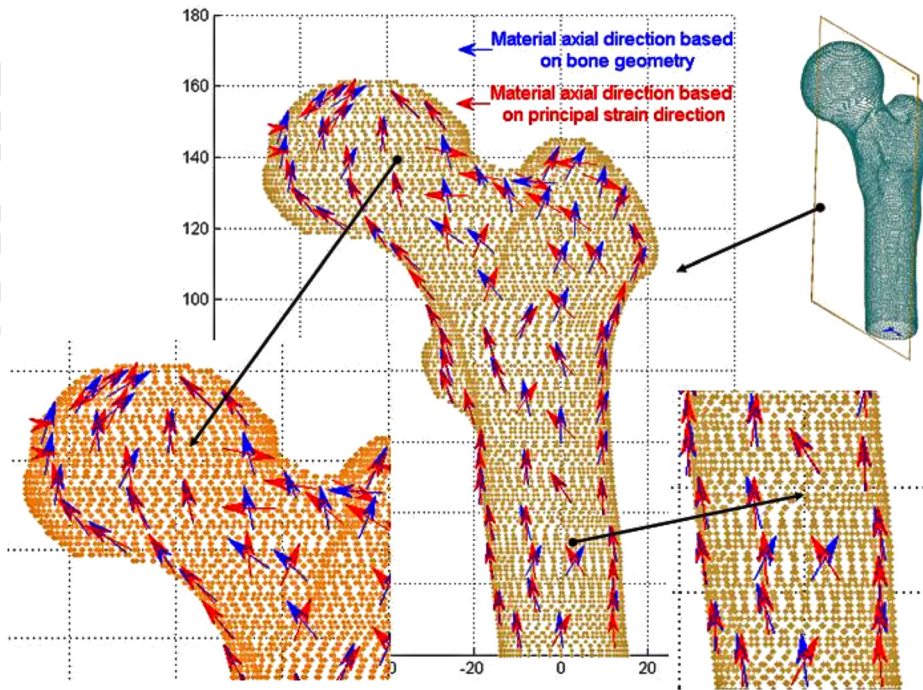 180
Material axial direction based
on bone geometry
160
Material axial direction based
on principal strain direction
140
120
100
0
-20
0
20